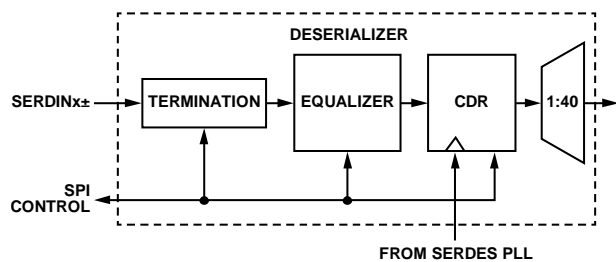 DESERIALIZER
SERDINx±
TERMINATION
EQUALIZER
CDR
1:40
SPI
CONTROL
FROM SERDES PLL